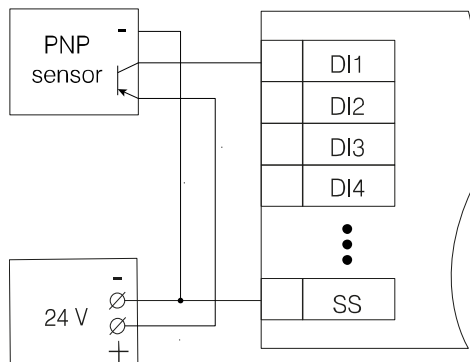 PNP
sensor
-
DI1
DI2
DI3
DI4
SS
-
24 V
+